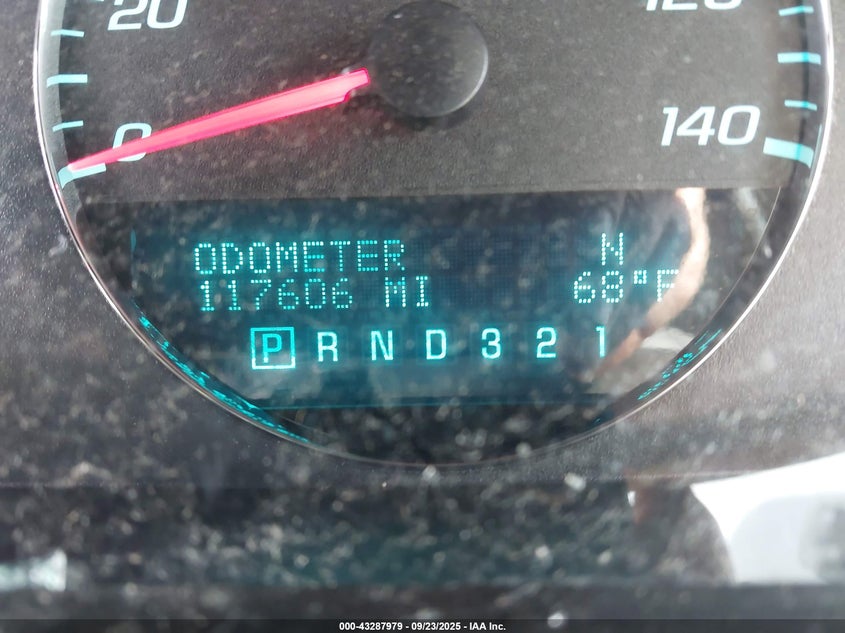 20
120
0
140
ODOMETER N
117606 MI 68°F
P R N D 3 2 1
000-43287979 - 09/23/2025 - IAA Inc.